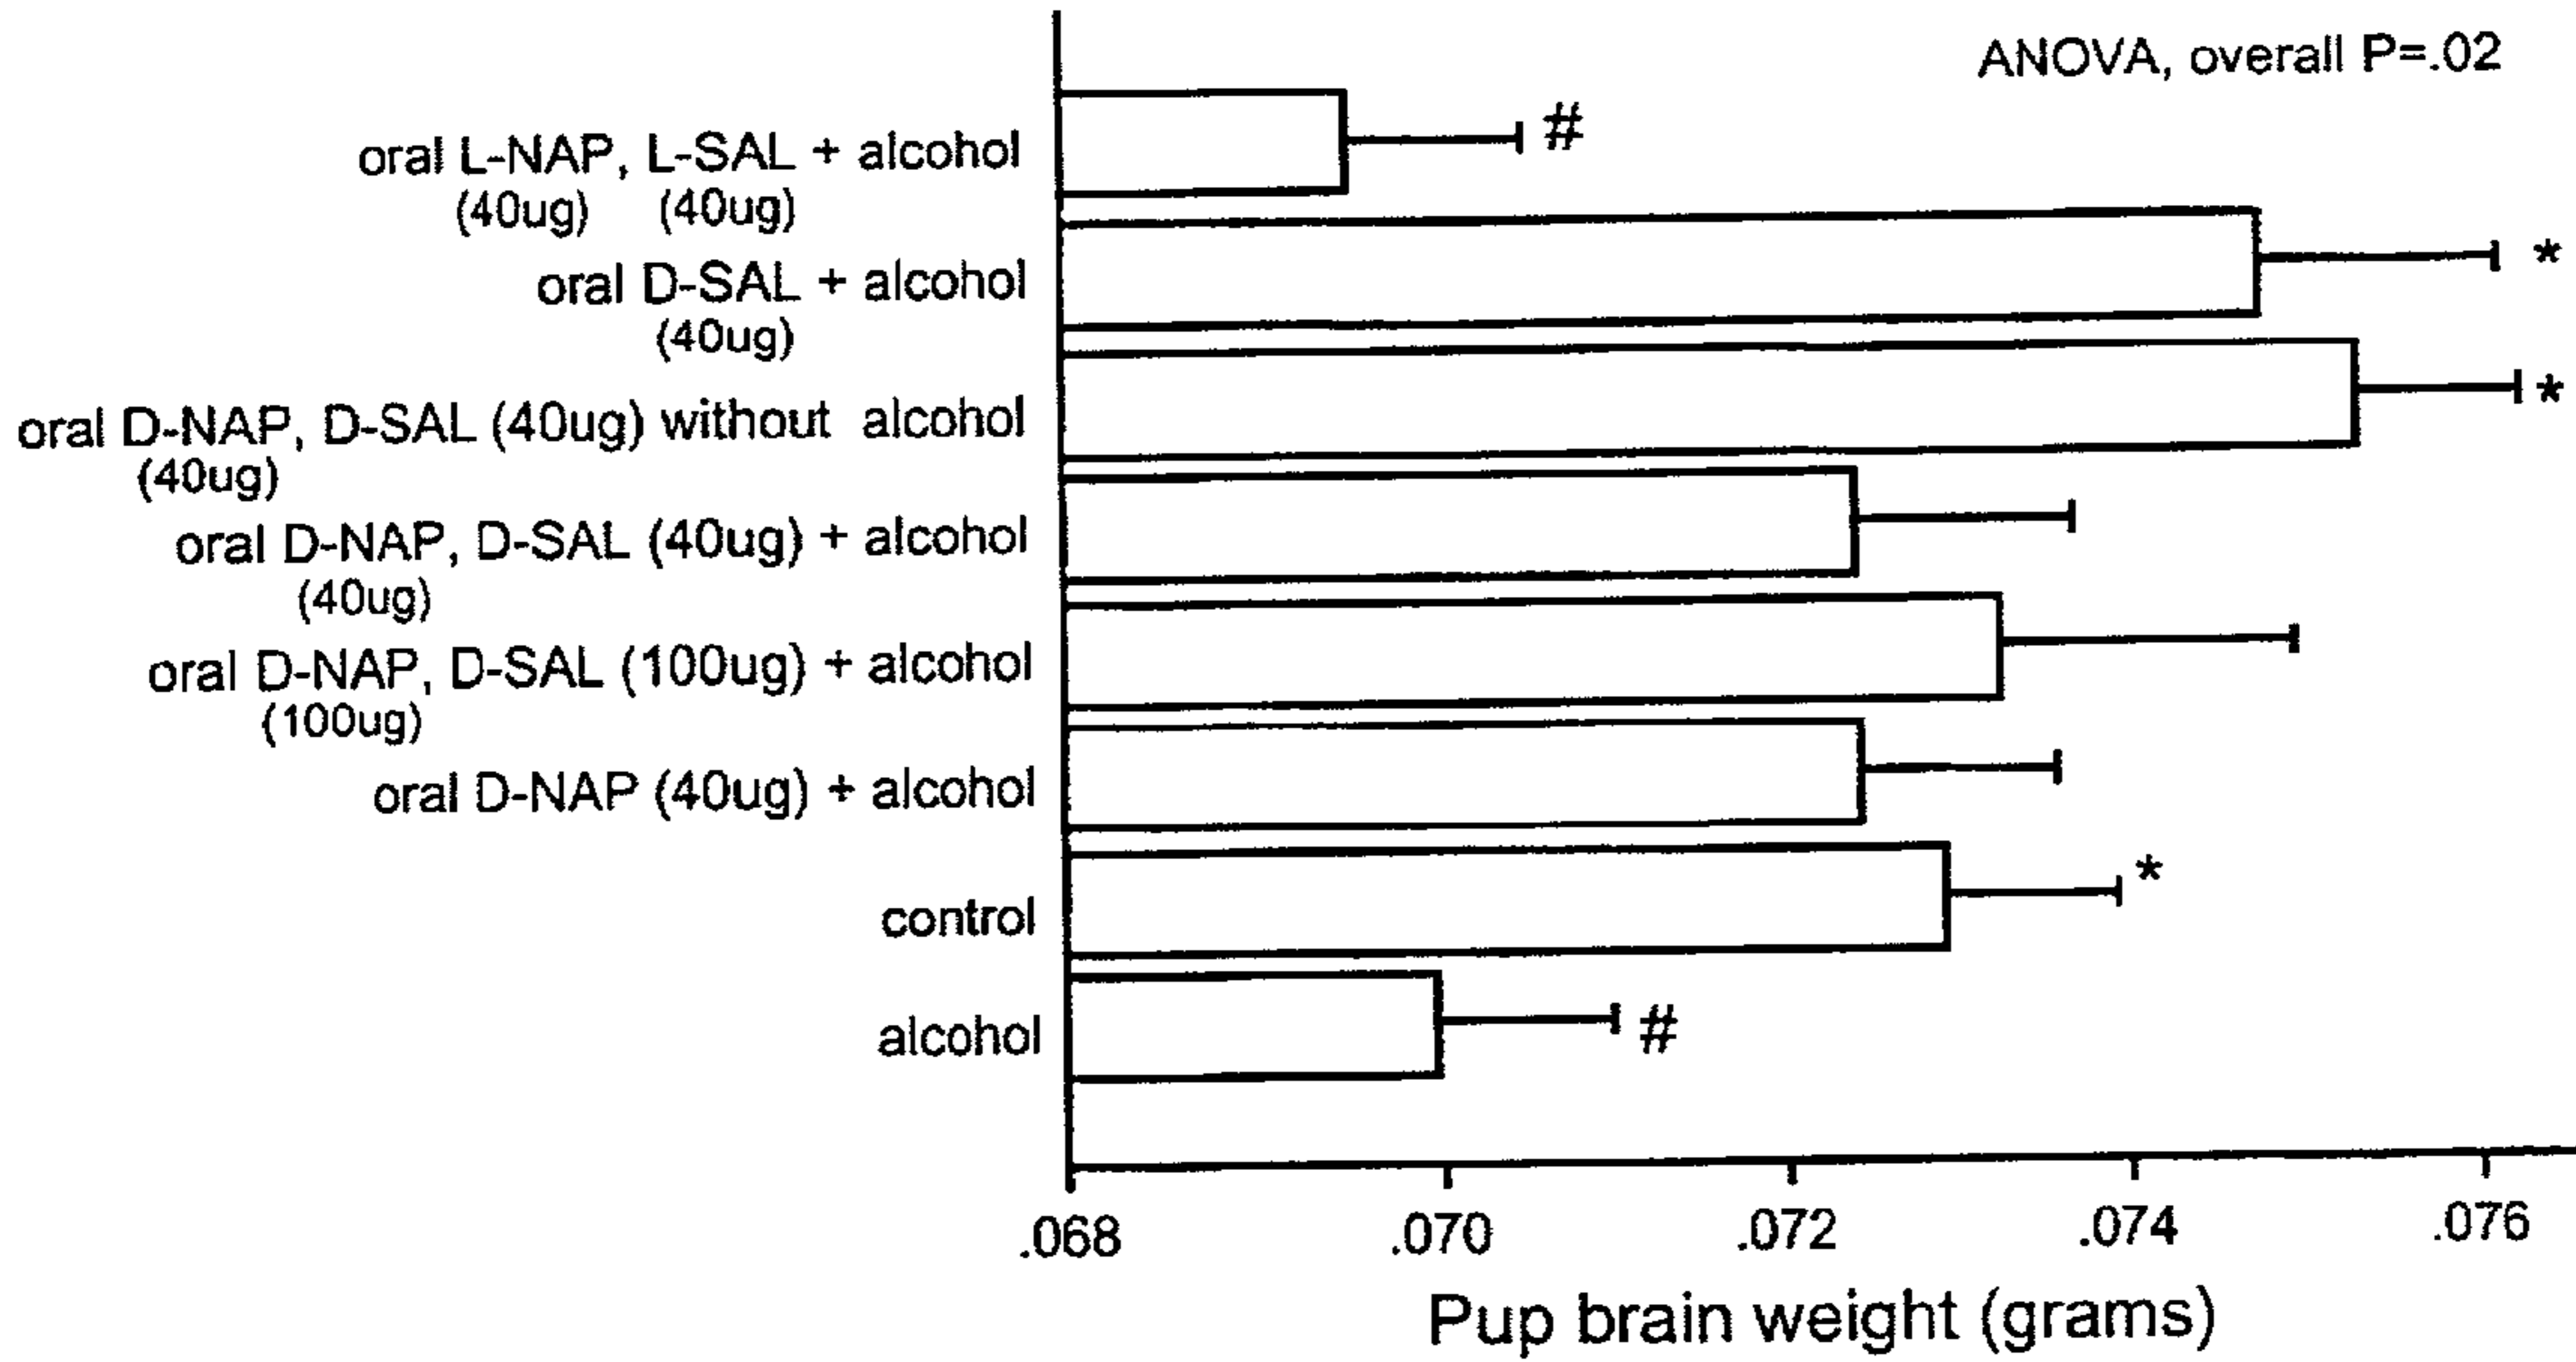 ANOVA, overall P=.02
oral L-NAP, L-SAL + alcohol #
(40ug) (40ug)
oral D-SAL + alcohol *
(40ug)
oral D-NAP, D-SAL (40ug) without alcohol *
(40ug)
oral D-NAP, D-SAL (40ug) + alcohol
(40ug)
oral D-NAP, D-SAL (100ug) + alcohol
(100ug)
oral D-NAP (40ug) + alcohol
control *
alcohol #
.068 .070 .072 .074 .076
Pup brain weight (grams)